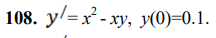 108. y/= x² - xy, y(0)=0.1.